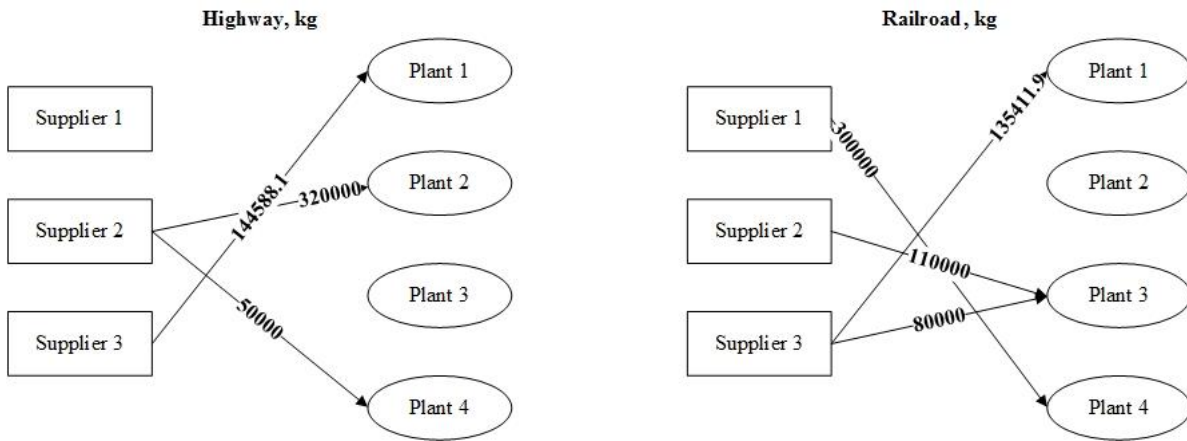 Highway, kg
Supplier 1
Supplier 2
Supplier 3
Plant 1
Plant 2
Plant 3
Plant 4
144588.1
320000
50000
Railroad, kg
Supplier 1
Supplier 2
Supplier 3
Plant 1
Plant 2
Plant 3
Plant 4
135411.9
300000
110000
80000